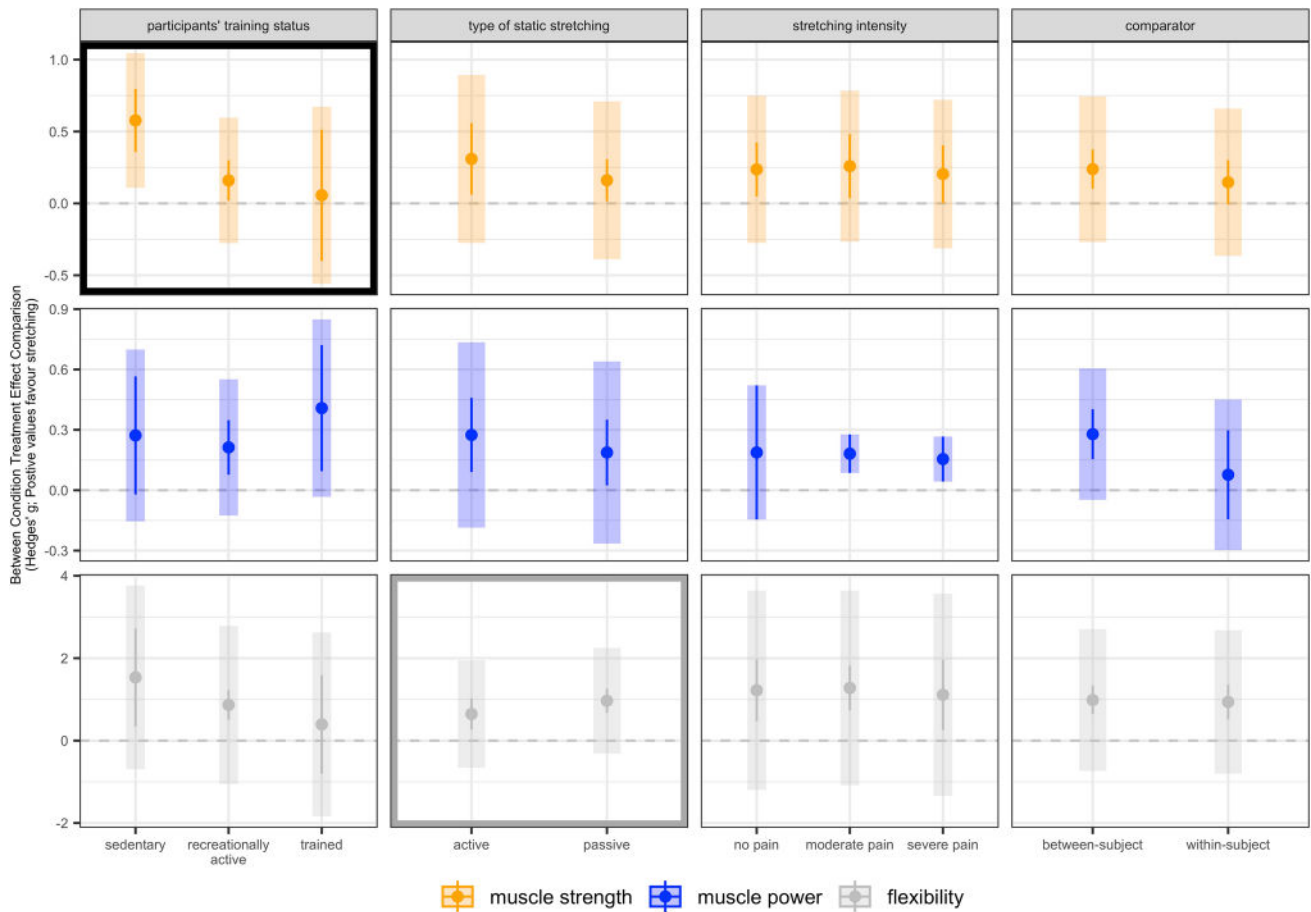 participants' training status
type of static stretching
stretching intensity
comparator
Between Condition Treatment Effect Comparison
(Hedges' g; Postive values favour stretching)
1.0
0.5
0.0
-0.5
0.9
0.6
0.3
0.0
-0.3
4
2
0
-2
sedentary
recreationally
active
trained
active
passive
no pain
moderate pain
severe pain
between-subject
within-subject
muscle strength
muscle power
flexibility